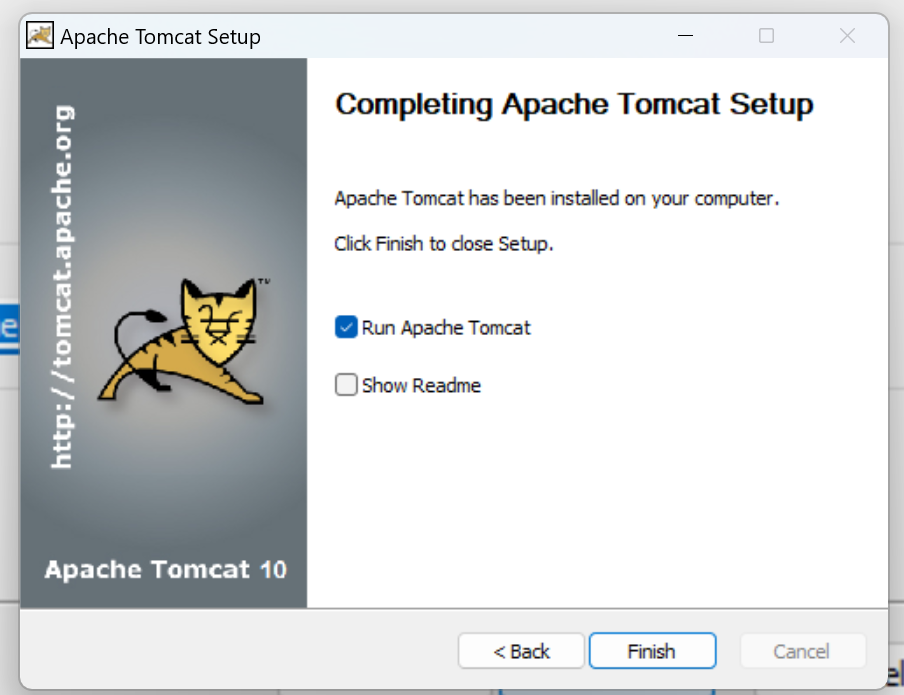 Apache Tomcat Setup
http://tomcat.apache.org
Completing Apache Tomcat Setup
Apache Tomcat has been installed on your computer.
Click Finish to close Setup.
Run Apache Tomcat
Show Readme
TM
Apache Tomcat 10
< Back
Finish
Cancel